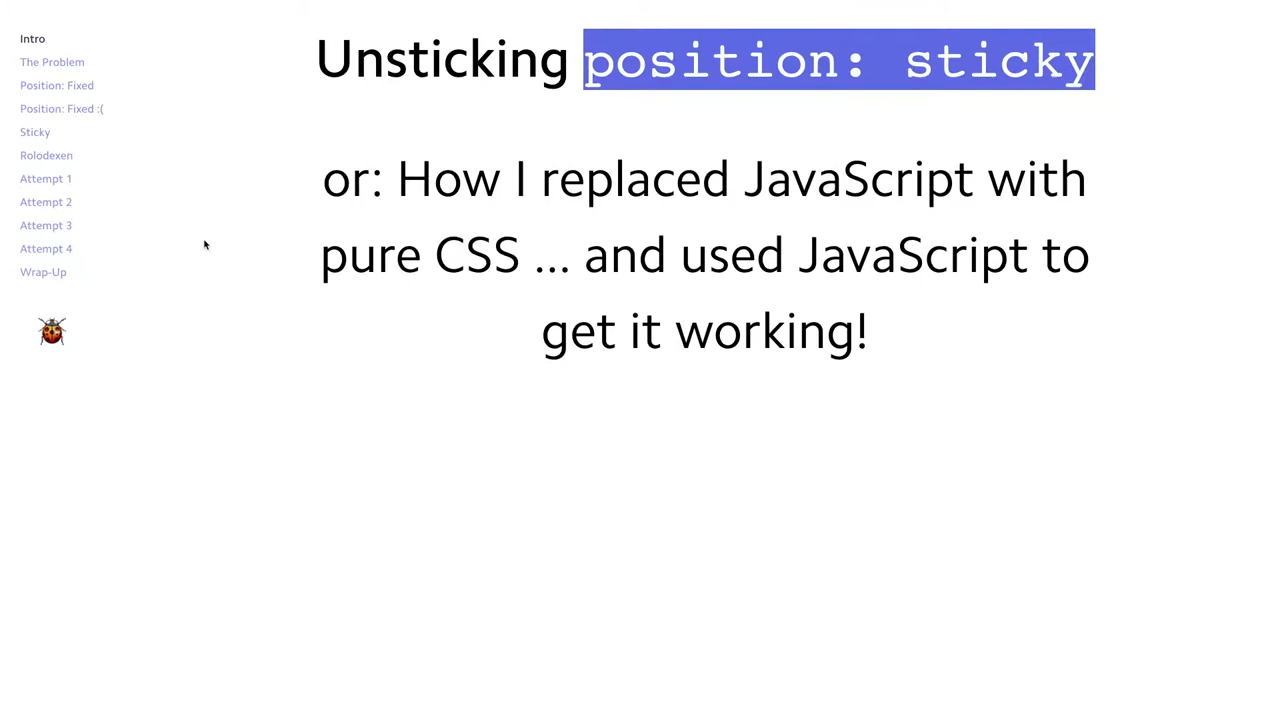 Intro
The Problem
Position: Fixed
Position: Fixed :(
Sticky
Rolodexen
Attempt 1
Attempt 2
Attempt 3
Attempt 4
Wrap-Up
Unsticking position: sticky
or: How I replaced JavaScript with
pure CSS ... and used JavaScript to
get it working!